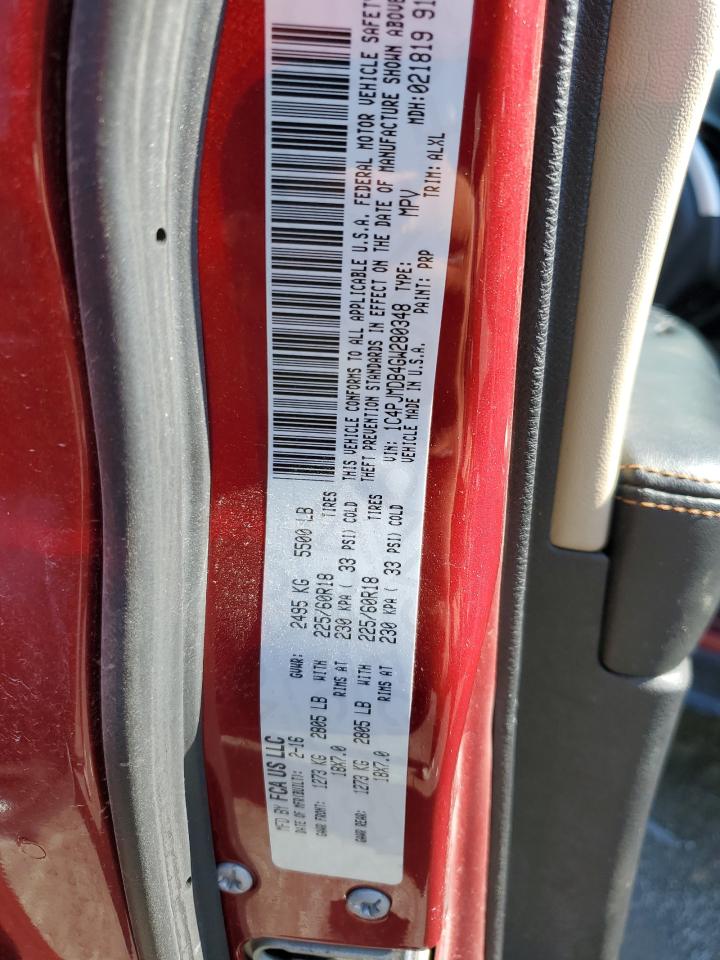 MFD BY FCA US LLC
DATE OF MFR(BUILT): 2-16 GVWR: 2495 KG 5500 LB
GAWR FRONT: 1273 KG 2805 LB WITH 225/60R18 TIRES
18X7.0 RIMS AT 230 KPA ( 33 PSI) COLD
GAWR REAR: 1273 KG 2805 LB WITH 225/60R18 TIRES
18X7.0 RIMS AT 230 KPA ( 33 PSI) COLD
THIS VEHICLE CONFORMS TO ALL APPLICABLE U.S.A. FEDERAL MOTOR VEHICLE SAFETY
THEFT PREVENTION STANDARDS IN EFFECT ON THE DATE OF MANUFACTURE SHOWN ABOVE
VIN: 1C4PJMDB4GW280348 TYPE: MPV MDH: 021819 91
VEHICLE MADE IN U.S.A. PAINT: PRP TRIM: ALXL